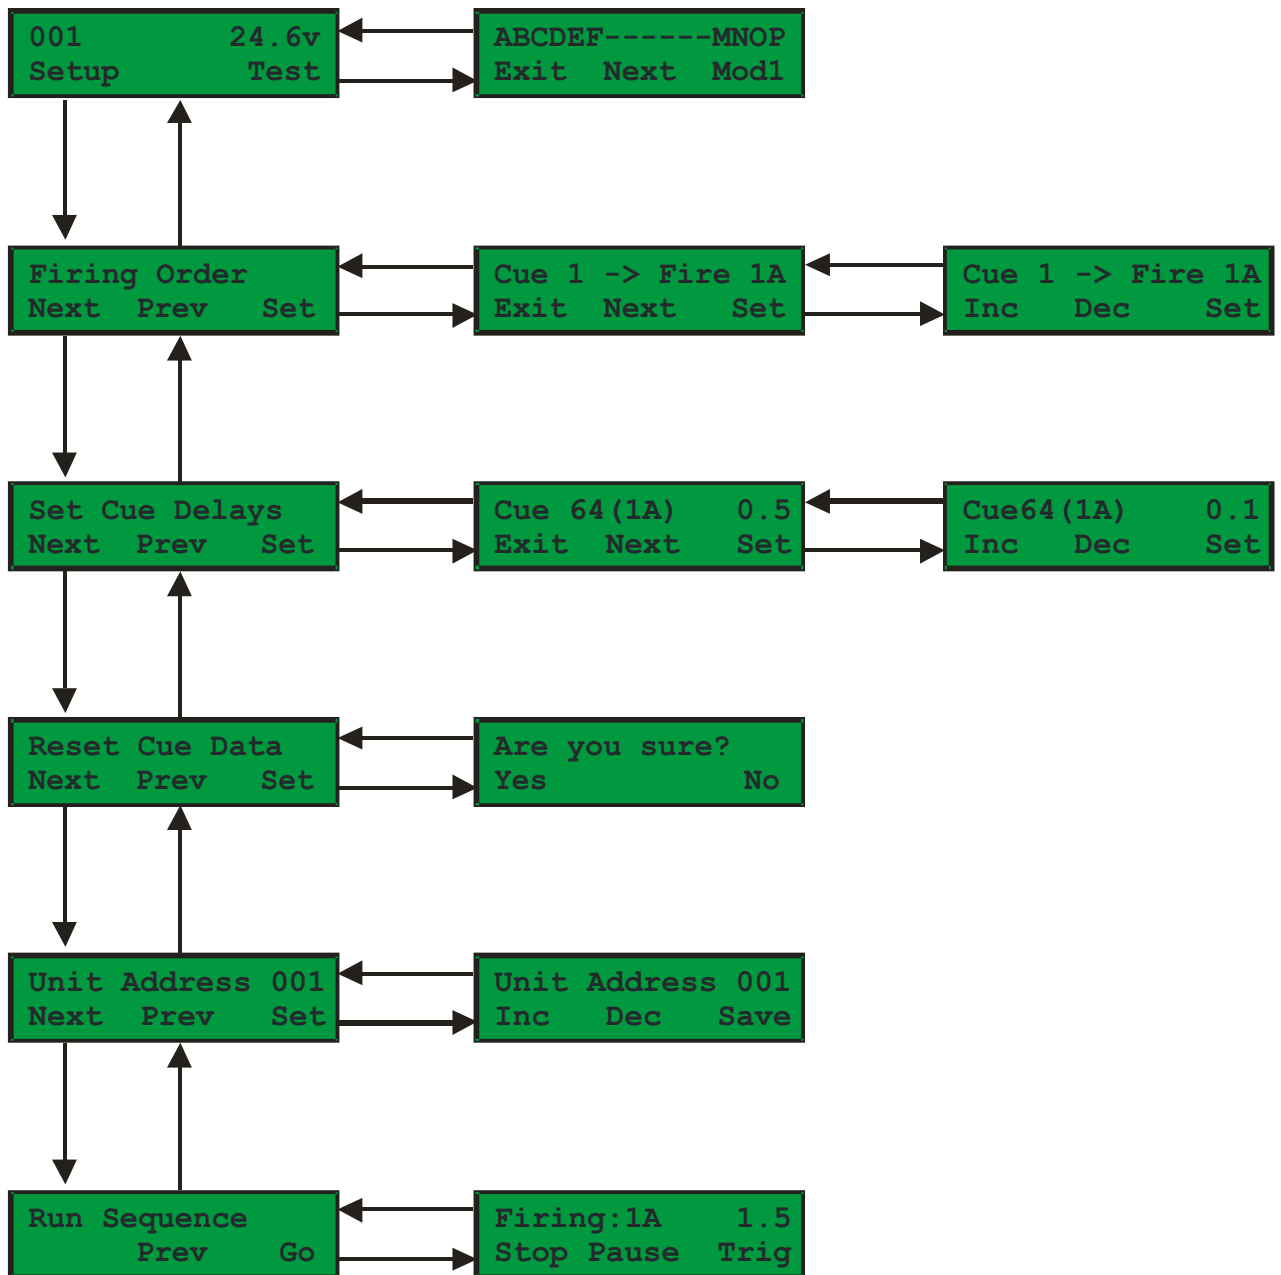 001 24.6v
Setup Test
ABCDEF------MNOP
Exit Next Mod1
Firing Order
Next Prev Set
Cue 1 -> Fire 1A
Exit Next Set
Cue 1 -> Fire 1A
Inc Dec Set
Set Cue Delays
Next Prev Set
Cue 64(1A) 0.5
Exit Next Set
Cue64(1A) 0.1
Inc Dec Set
Reset Cue Data
Next Prev Set
Are you sure?
Yes No
Unit Address 001
Next Prev Set
Unit Address 001
Inc Dec Save
Run Sequence
Prev Go
Firing:1A 1.5
Stop Pause Trig